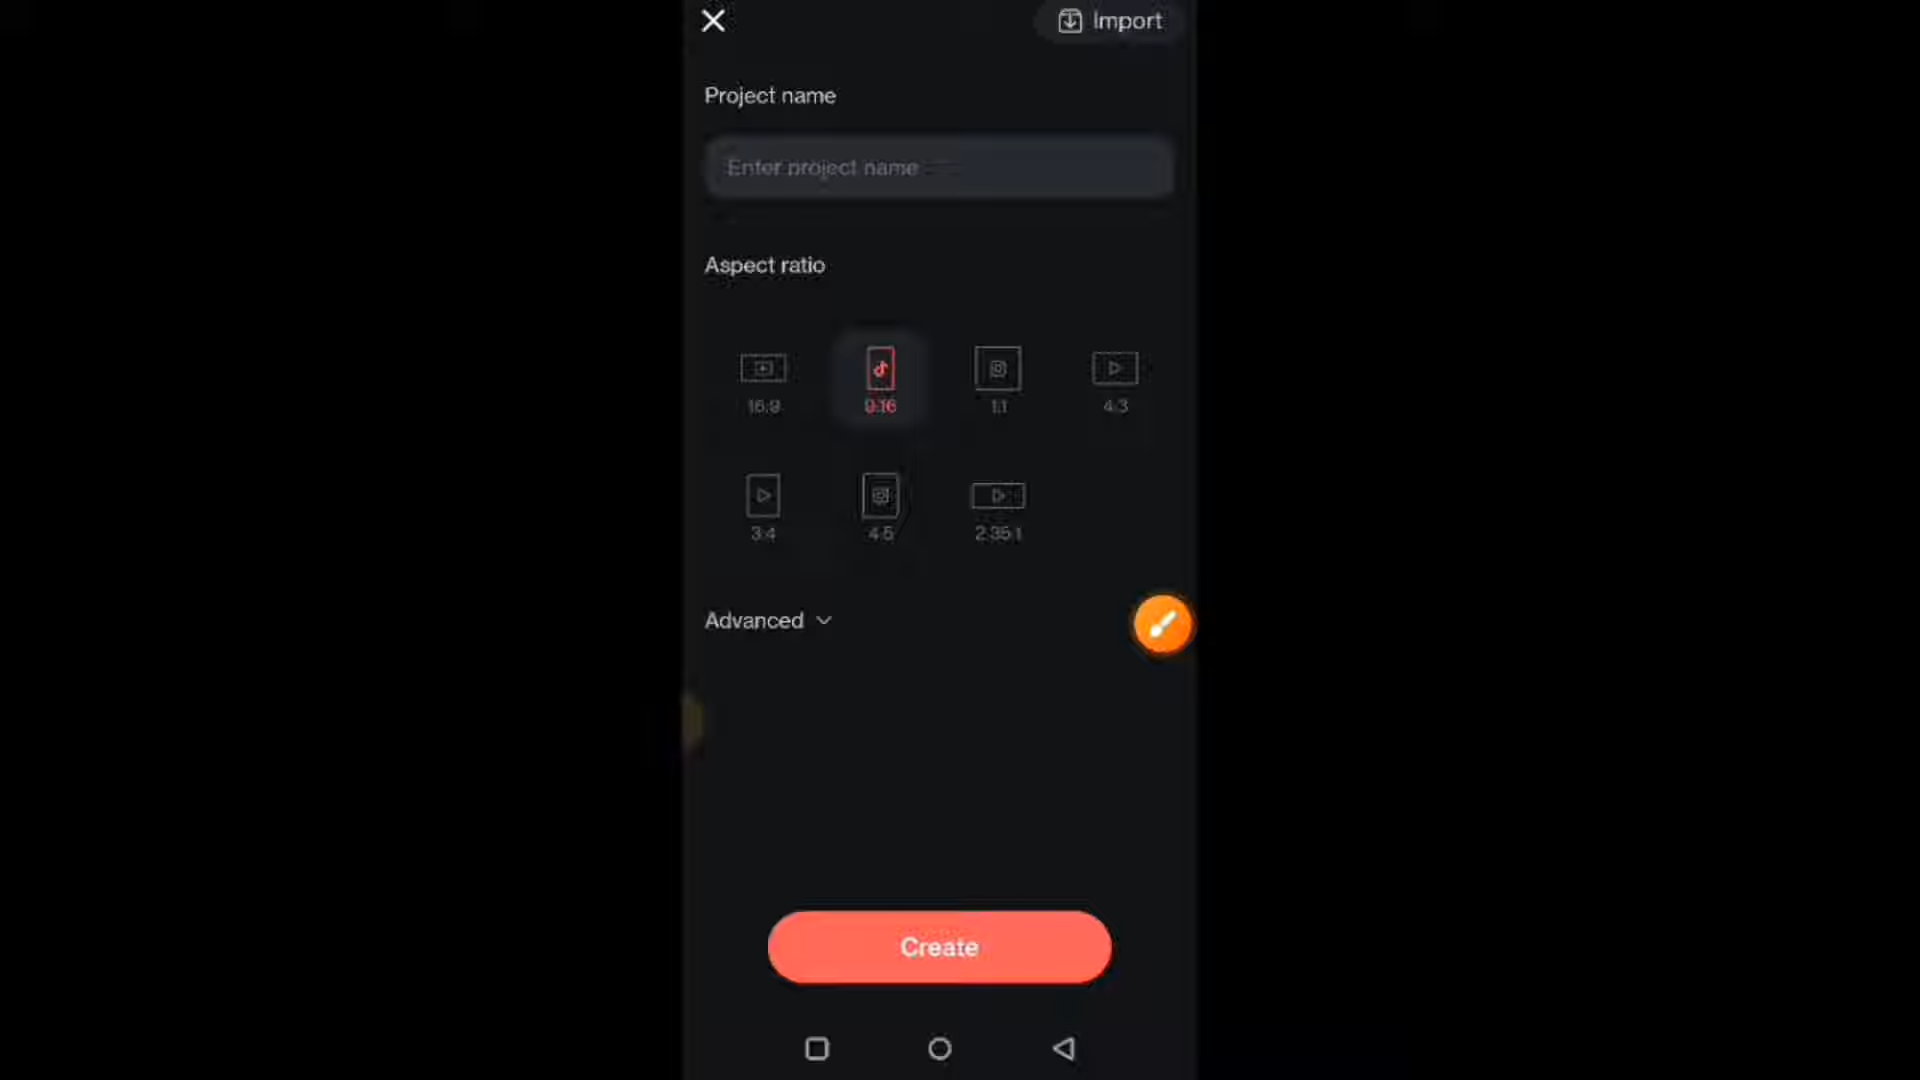 Import
Project name
Enter project name
Aspect ratio
16:9
9:16
1:1
4:3
3:4
4:5
2.35:1
Advanced
Create